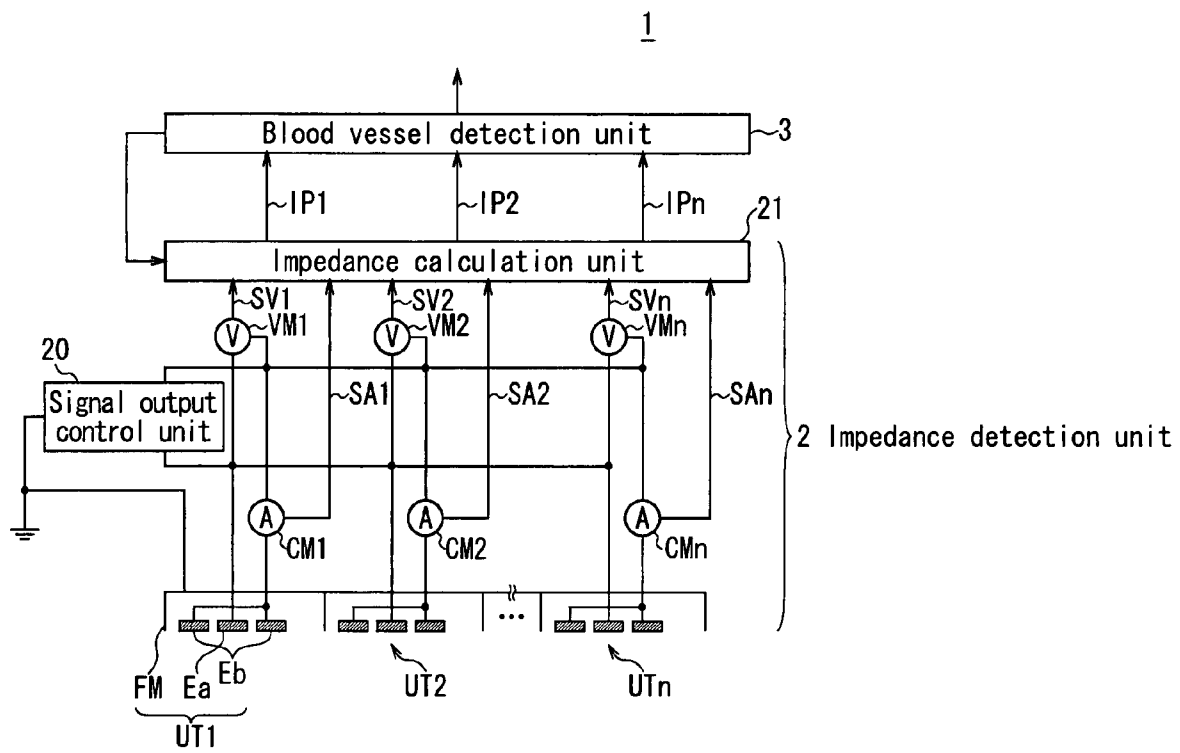 1
Blood vessel detection unit
3
IP1
IP2
IPn
21
Impedance calculation unit
SV1
SV2
SVn
V
VM1
V
VM2
V
VMn
20
Signal output
control unit
SA1
SA2
SAn
2 Impedance detection unit
A
A
A
CM1
CM2
CMn
...
FM
Ea
Eb
UT2
UTn
UT1